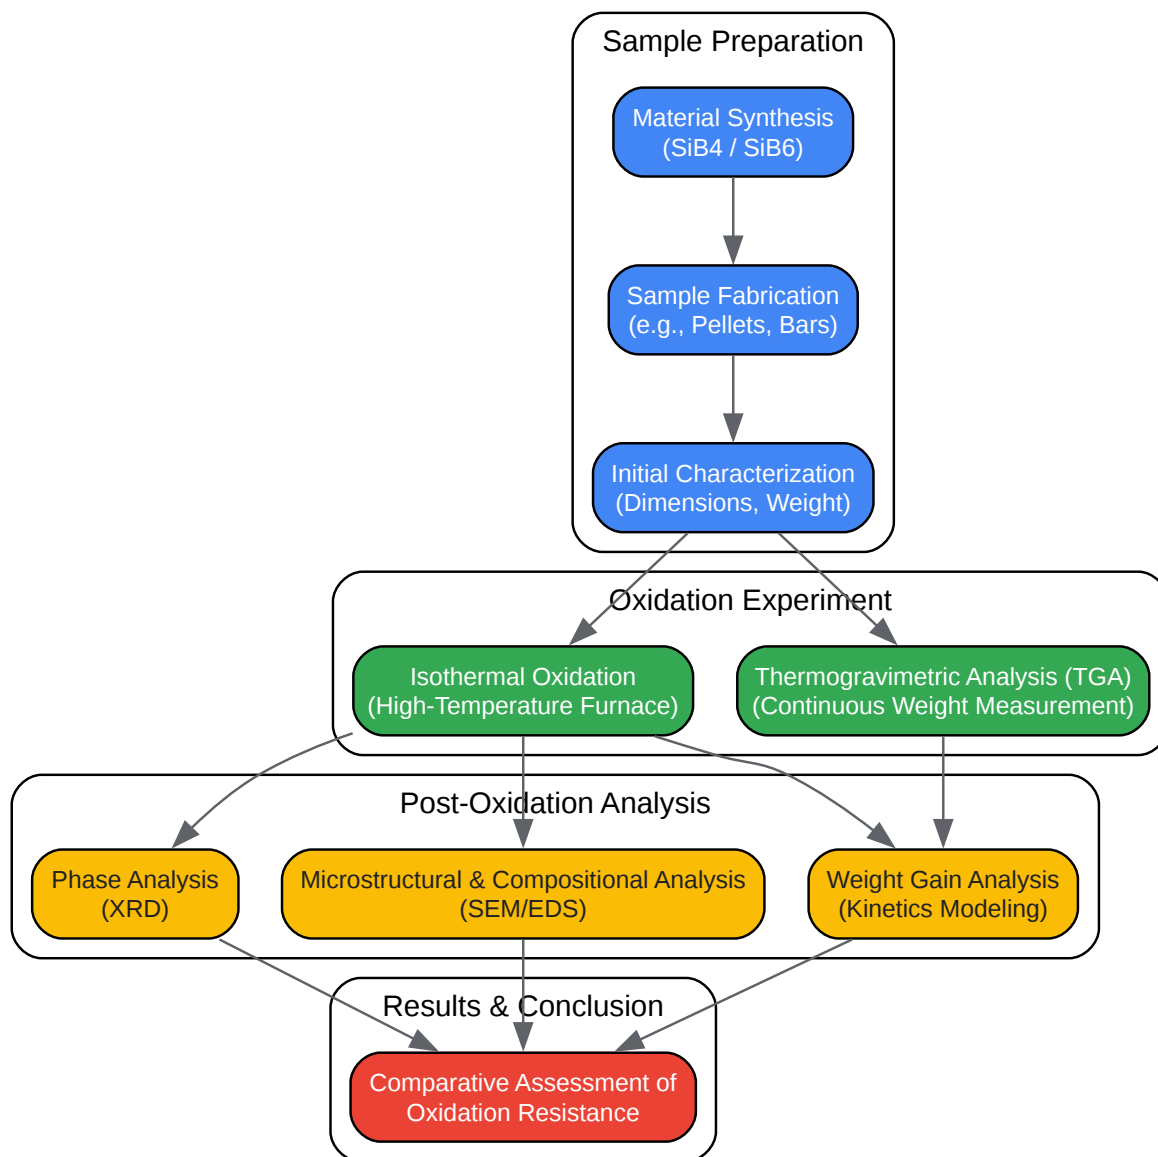 Sample Preparation
Material Synthesis
(SiB4 / SiB6)
Sample Fabrication
(e.g., Pellets, Bars)
Initial Characterization
(Dimensions, Weight)
Oxidation Experiment
Isothermal Oxidation
(High-Temperature Furnace)
Thermogravimetric Analysis (TGA)
(Continuous Weight Measurement)
Post-Oxidation Analysis
Phase Analysis
(XRD)
Microstructural & Compositional Analysis
(SEM/EDS)
Weight Gain Analysis
(Kinetics Modeling)
Results & Conclusion
Comparative Assessment of
Oxidation Resistance